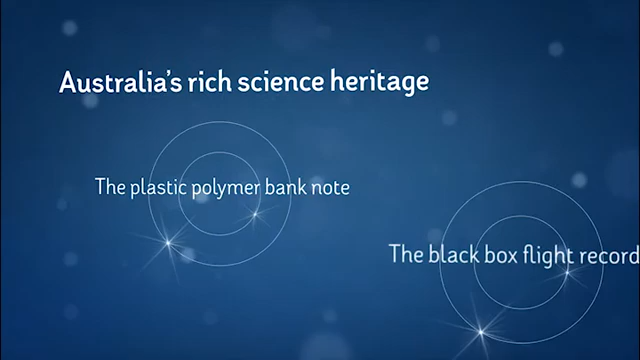 Australia's rich science heritage
The plastic polymer bank note
The black box flight record